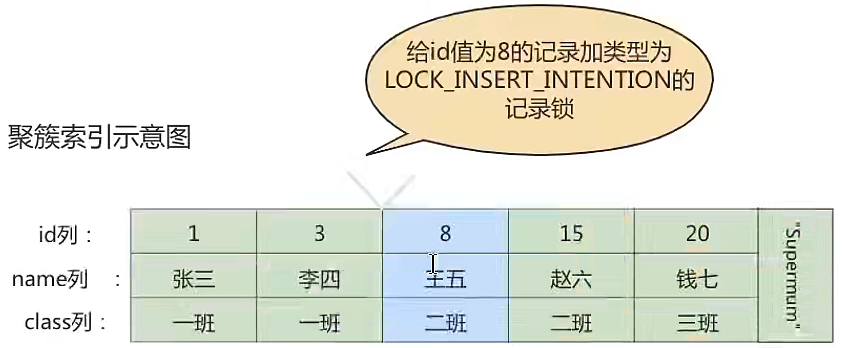 给id值为8的记录加类型为
LOCK_INSERT_INTENTION的
记录锁
聚簇索引示意图
id列： 1 3 8 15 20 "Supermum"
name列 ： 张三 李四 王五 赵六 钱七
class列： 一班 一班 二班 二班 三班